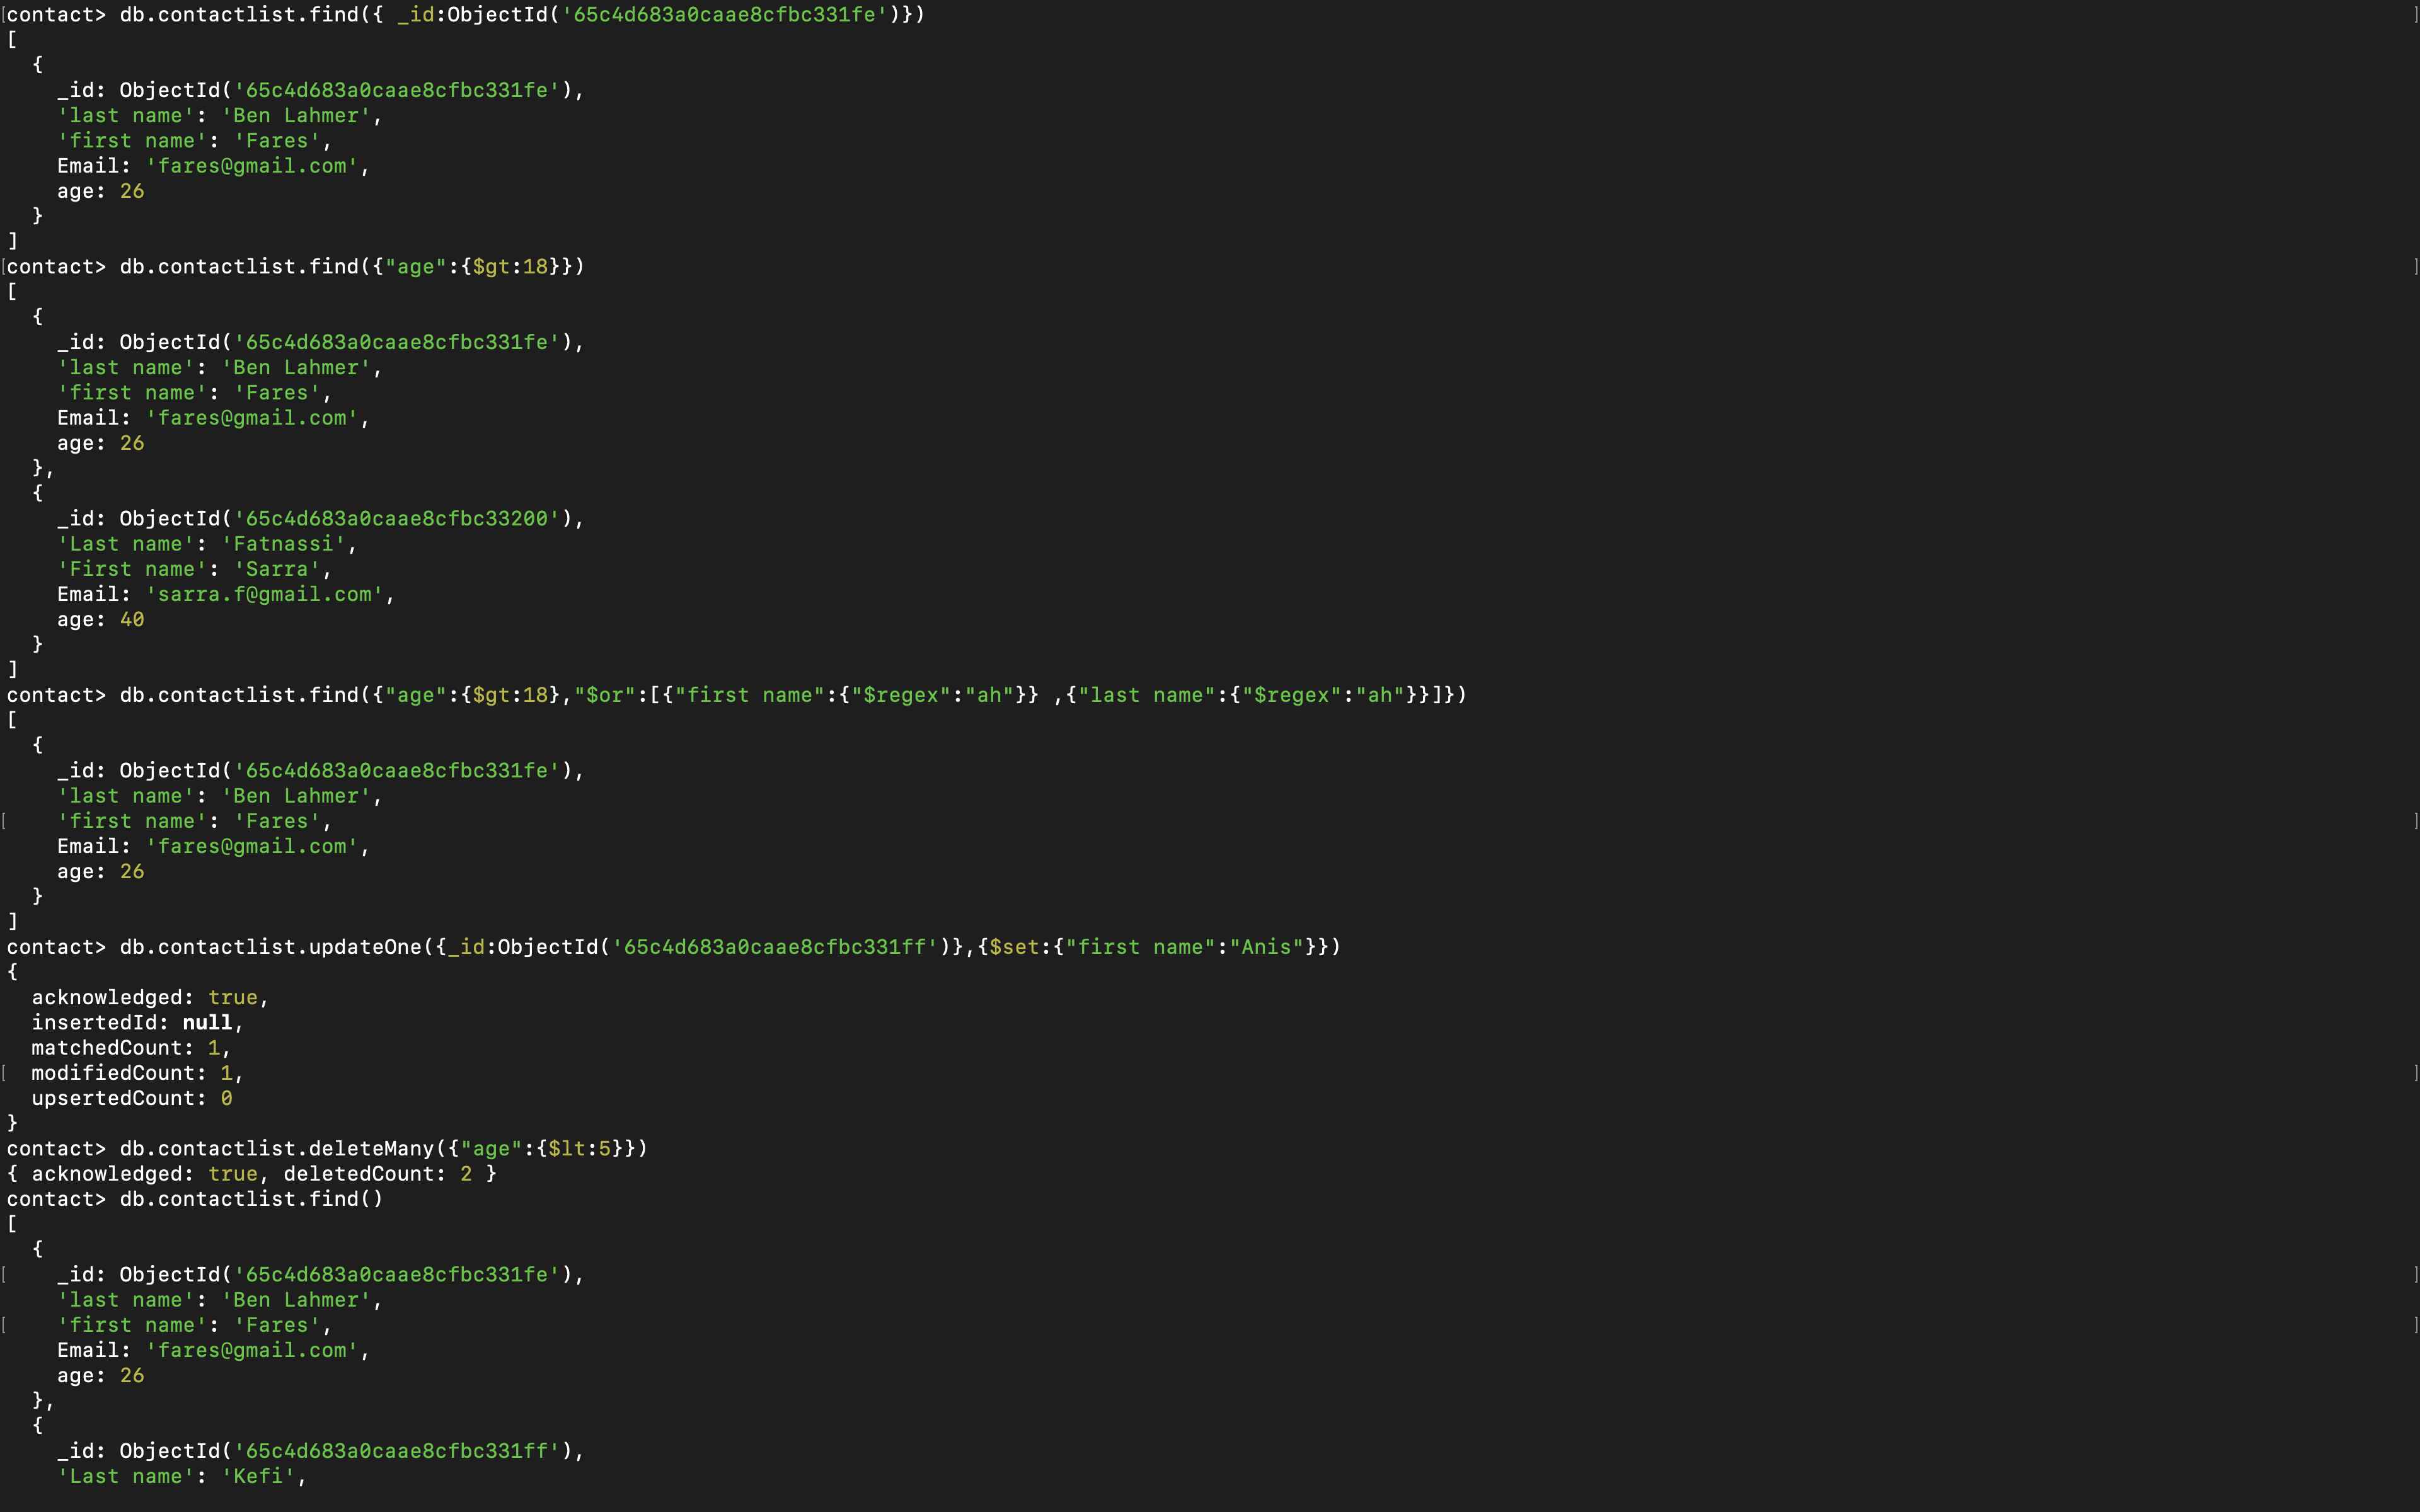 [contact> db.contactlist.find({ _id:ObjectId('65c4d683a0caae8cfbc331fe')}) ]
[
  {
    _id: ObjectId('65c4d683a0caae8cfbc331fe'),
    'last name': 'Ben Lahmer',
    'first name': 'Fares',
    Email: 'fares@gmail.com',
    age: 26
  }
]
[contact> db.contactlist.find({"age":{$gt:18}}) ]
[
  {
    _id: ObjectId('65c4d683a0caae8cfbc331fe'),
    'last name': 'Ben Lahmer',
    'first name': 'Fares',
    Email: 'fares@gmail.com',
    age: 26
  },
  {
    _id: ObjectId('65c4d683a0caae8cfbc33200'),
    'Last name': 'Fatnassi',
    'First name': 'Sarra',
    Email: 'sarra.f@gmail.com',
    age: 40
  }
]
contact> db.contactlist.find({"age":{$gt:18},"$or":[{"first name":{"$regex":"ah"}} ,{"last name":{"$regex":"ah"}}]})
[
  {
    _id: ObjectId('65c4d683a0caae8cfbc331fe'),
    'last name': 'Ben Lahmer',
[   'first name': 'Fares', ]
    Email: 'fares@gmail.com',
    age: 26
  }
]
contact> db.contactlist.updateOne({_id:ObjectId('65c4d683a0caae8cfbc331ff')},{$set:{"first name":"Anis"}})
{
  acknowledged: true,
  insertedId: null,
  matchedCount: 1,
[ modifiedCount: 1, ]
  upsertedCount: 0
}
contact> db.contactlist.deleteMany({"age":{$lt:5}})
{ acknowledged: true, deletedCount: 2 }
contact> db.contactlist.find()
[
  {
[   _id: ObjectId('65c4d683a0caae8cfbc331fe'), ]
    'last name': 'Ben Lahmer',
[   'first name': 'Fares', ]
    Email: 'fares@gmail.com',
    age: 26
  },
  {
    _id: ObjectId('65c4d683a0caae8cfbc331ff'),
    'Last name': 'Kefi',